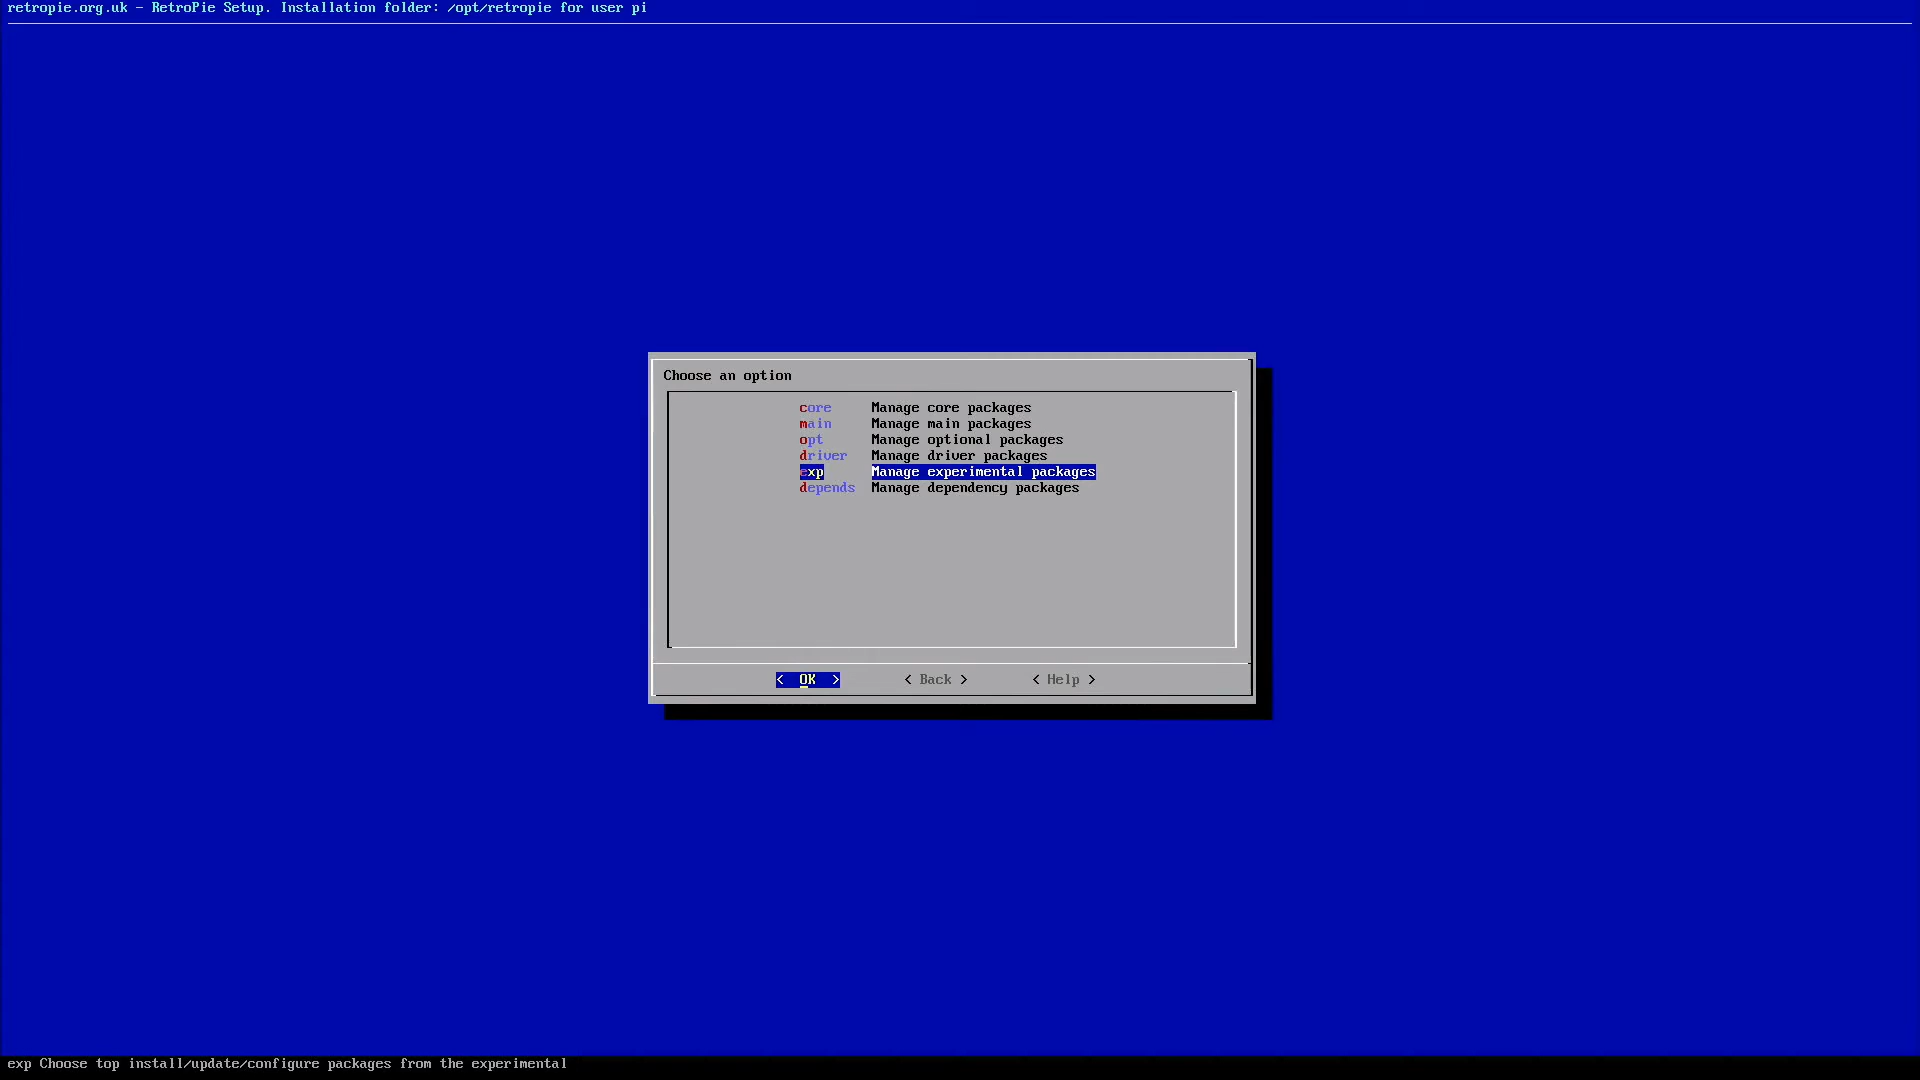 retropie.org.uk - RetroPie Setup. Installation folder: /opt/retropie for user pi
Choose an option
core Manage core packages
main Manage main packages
opt Manage optional packages
driver Manage driver packages
exp Manage experimental packages
depends Manage dependency packages
< OK > < Back > < Help >
exp Choose top install/update/configure packages from the experimental